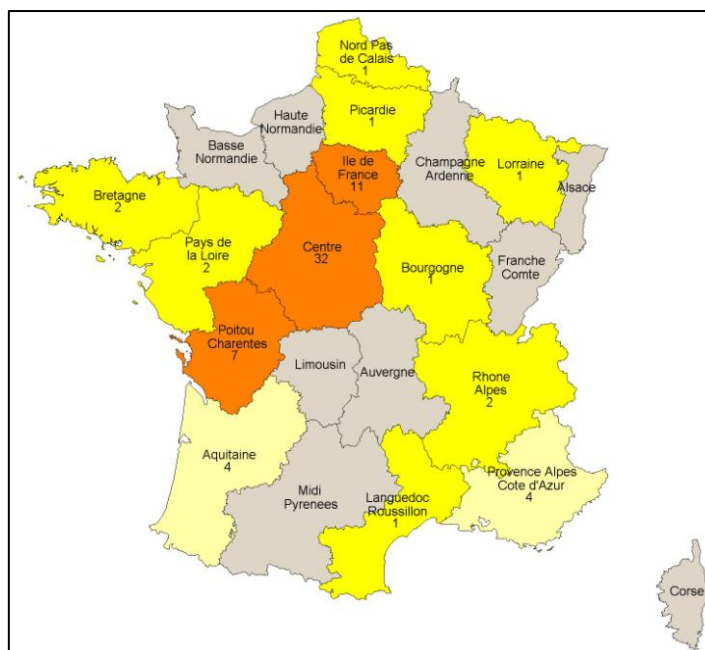 Nord Pas
de Calais
1
Picardie
1
Haute
Normandie
Basse
Normandie
Ile de
France
11
Champagne
Ardenne
Lorraine
1
Alsace
Bretagne
2
Pays de
la Loire
2
Centre
32
Bourgogne
1
Franche
Comte
Poitou
Charentes
7
Limousin
Auvergne
Rhone
Alpes
2
Aquitaine
4
Midi
Pyrenees
Languedoc
Roussillon
1
Provence Alpes
Cote d'Azur
4
Corse